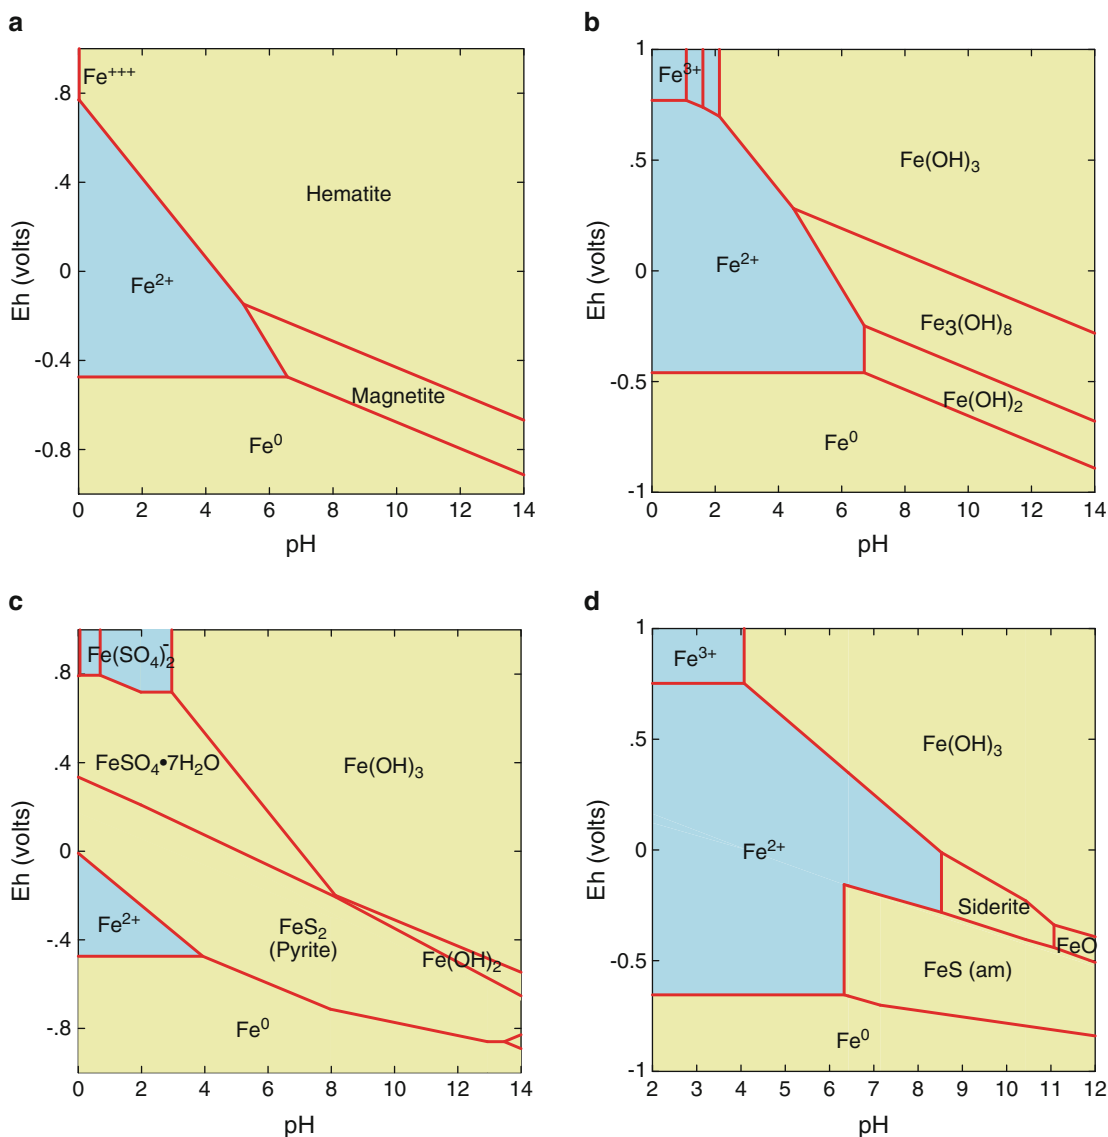 a
Eh (volts)
.8
.4
0
-0.4
-0.8
Fe+++
Hematite
Fe2+
Magnetite
Fe0
0 2 4 6 8 10 12 14
pH
b
Eh (volts)
1
0.5
0
-0.5
-1
Fe3+
Fe(OH)3
Fe2+
Fe3(OH)8
Fe(OH)2
Fe0
0 2 4 6 8 10 12 14
pH
c
Eh (volts)
.8
.4
0
-.4
-.8
Fe(SO4)2-
FeSO4•7H2O
Fe(OH)3
Fe2+
FeS2
(Pyrite)
Fe(OH)2
Fe0
0 2 4 6 8 10 12 14
pH
d
Eh (volts)
1
0.5
0
-0.5
-1
Fe3+
Fe(OH)3
Fe2+
Siderite
FeO
FeS (am)
Fe0
2 3 4 5 6 7 8 9 10 11 12
pH